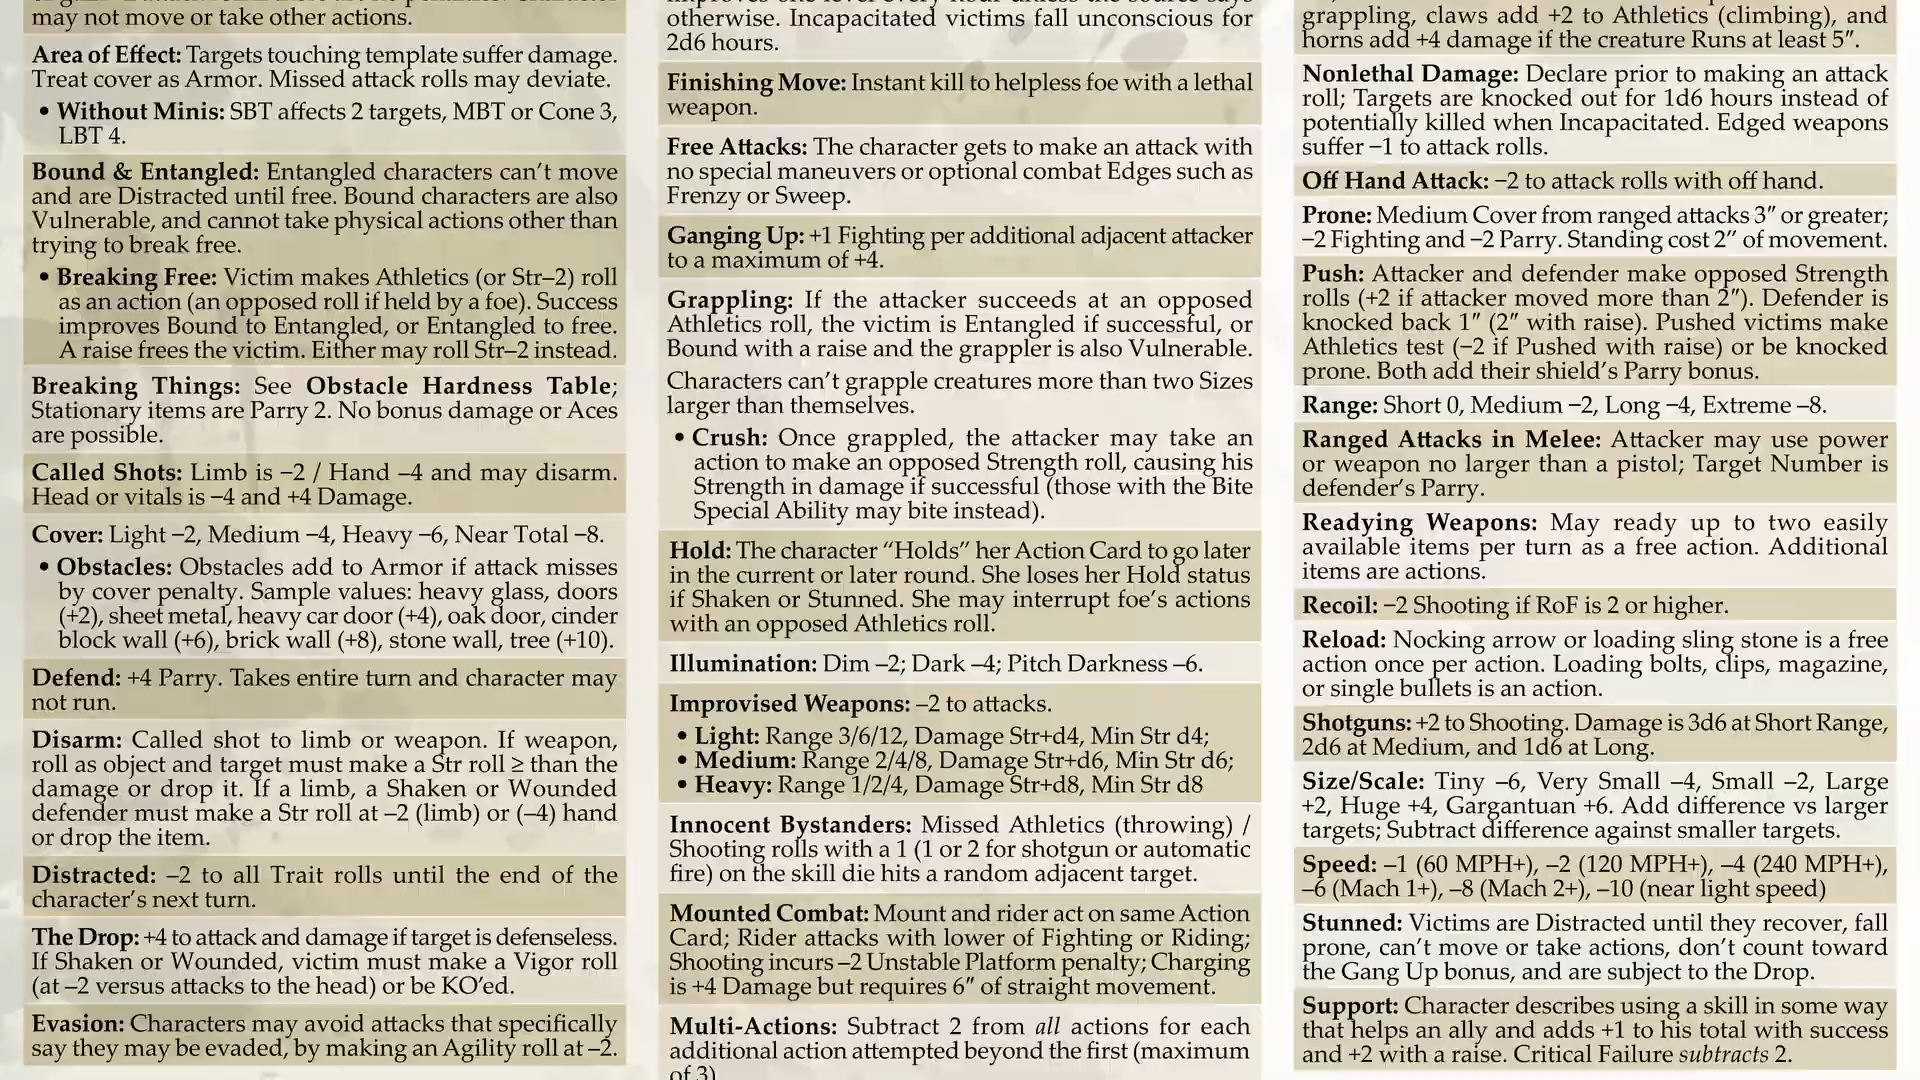 may not move or take other actions.
Area of Effect: Targets touching template suffer damage.
Treat cover as Armor. Missed attack rolls may deviate.
• Without Minis: SBT affects 2 targets, MBT or Cone 3,
LBT 4.
Bound & Entangled: Entangled characters can’t move
and are Distracted until free. Bound characters are also
Vulnerable, and cannot take physical actions other than
trying to break free.
• Breaking Free: Victim makes Athletics (or Str–2) roll
as an action (an opposed roll if held by a foe). Success
improves Bound to Entangled, or Entangled to free.
A raise frees the victim. Either may roll Str–2 instead.
Breaking Things: See Obstacle Hardness Table;
Stationary items are Parry 2. No bonus damage or Aces
are possible.
Called Shots: Limb is –2 / Hand –4 and may disarm.
Head or vitals is –4 and +4 Damage.
Cover: Light –2, Medium –4, Heavy –6, Near Total –8.
• Obstacles: Obstacles add to Armor if attack misses
by cover penalty. Sample values: heavy glass, doors
(+2), sheet metal, heavy car door (+4), oak door, cinder
block wall (+6), brick wall (+8), stone wall, tree (+10).
Defend: +4 Parry. Takes entire turn and character may
not run.
Disarm: Called shot to limb or weapon. If weapon,
roll as object and target must make a Str roll ≥ than the
damage or drop it. If a limb, a Shaken or Wounded
defender must make a Str roll at –2 (limb) or (–4) hand
or drop the item.
Distracted: –2 to all Trait rolls until the end of the
character’s next turn.
The Drop: +4 to attack and damage if target is defenseless.
If Shaken or Wounded, victim must make a Vigor roll
(at –2 versus attacks to the head) or be KO’ed.
Evasion: Characters may avoid attacks that specifically
say they may be evaded, by making an Agility roll at –2.
otherwise. Incapacitated victims fall unconscious for
2d6 hours.
Finishing Move: Instant kill to helpless foe with a lethal
weapon.
Free Attacks: The character gets to make an attack with
no special maneuvers or optional combat Edges such as
Frenzy or Sweep.
Ganging Up: +1 Fighting per additional adjacent attacker
to a maximum of +4.
Grappling: If the attacker succeeds at an opposed
Athletics roll, the victim is Entangled if successful, or
Bound with a raise and the grappler is also Vulnerable.
Characters can’t grapple creatures more than two Sizes
larger than themselves.
• Crush: Once grappled, the attacker may take an
action to make an opposed Strength roll, causing his
Strength in damage if successful (those with the Bite
Special Ability may bite instead).
Hold: The character “Holds” her Action Card to go later
in the current or later round. She loses her Hold status
if Shaken or Stunned. She may interrupt foe’s actions
with an opposed Athletics roll.
Illumination: Dim –2; Dark –4; Pitch Darkness –6.
Improvised Weapons: –2 to attacks.
• Light: Range 3/6/12, Damage Str+d4, Min Str d4;
• Medium: Range 2/4/8, Damage Str+d6, Min Str d6;
• Heavy: Range 1/2/4, Damage Str+d8, Min Str d8
Innocent Bystanders: Missed Athletics (throwing) /
Shooting rolls with a 1 (1 or 2 for shotgun or automatic
fire) on the skill die hits a random adjacent target.
Mounted Combat: Mount and rider act on same Action
Card; Rider attacks with lower of Fighting or Riding;
Shooting incurs –2 Unstable Platform penalty; Charging
is +4 Damage but requires 6″ of straight movement.
Multi-Actions: Subtract 2 from all actions for each
additional action attempted beyond the first (maximum
of 3)
grappling, claws add +2 to Athletics (climbing), and
horns add +4 damage if the creature Runs at least 5″.
Nonlethal Damage: Declare prior to making an attack
roll; Targets are knocked out for 1d6 hours instead of
potentially killed when Incapacitated. Edged weapons
suffer –1 to attack rolls.
Off Hand Attack: –2 to attack rolls with off hand.
Prone: Medium Cover from ranged attacks 3″ or greater;
–2 Fighting and –2 Parry. Standing cost 2″ of movement.
Push: Attacker and defender make opposed Strength
rolls (+2 if attacker moved more than 2″). Defender is
knocked back 1″ (2″ with raise). Pushed victims make
Athletics test (–2 if Pushed with raise) or be knocked
prone. Both add their shield’s Parry bonus.
Range: Short 0, Medium –2, Long –4, Extreme –8.
Ranged Attacks in Melee: Attacker may use power
or weapon no larger than a pistol; Target Number is
defender’s Parry.
Readying Weapons: May ready up to two easily
available items per turn as a free action. Additional
items are actions.
Recoil: –2 Shooting if RoF is 2 or higher.
Reload: Nocking arrow or loading sling stone is a free
action once per action. Loading bolts, clips, magazine,
or single bullets is an action.
Shotguns: +2 to Shooting. Damage is 3d6 at Short Range,
2d6 at Medium, and 1d6 at Long.
Size/Scale: Tiny –6, Very Small –4, Small –2, Large
+2, Huge +4, Gargantuan +6. Add difference vs larger
targets; Subtract difference against smaller targets.
Speed: –1 (60 MPH+), –2 (120 MPH+), –4 (240 MPH+),
–6 (Mach 1+), –8 (Mach 2+), –10 (near light speed)
Stunned: Victims are Distracted until they recover, fall
prone, can’t move or take actions, don’t count toward
the Gang Up bonus, and are subject to the Drop.
Support: Character describes using a skill in some way
that helps an ally and adds +1 to his total with success
and +2 with a raise. Critical Failure subtracts 2.